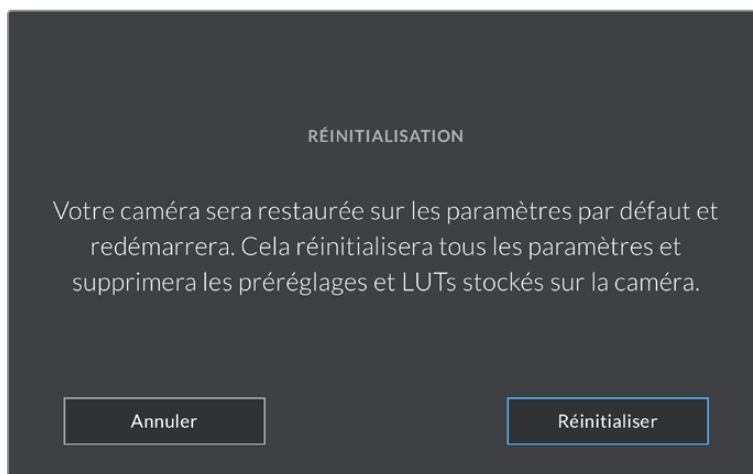 RÉINITIALISATION
Votre caméra sera restaurée sur les paramètres par défaut et
redémarrera. Cela réinitialisera tous les paramètres et
supprimera les préréglages et LUTs stockés sur la caméra.
Annuler
Réinitialiser